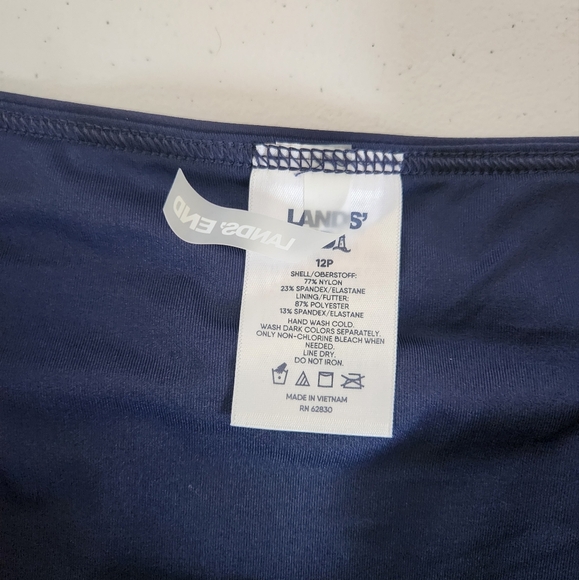 LANDS' END
LANDS'
12P
SHELL/OBERSTOFF:
77% NYLON
23% SPANDEX/ELASTANE
LINING/FUTTER:
87% POLYESTER
13% SPANDEX/ELASTANE
HAND WASH COLD.
WASH DARK COLORS SEPARATELY.
ONLY NON-CHLORINE BLEACH WHEN
NEEDED.
LINE DRY.
DO NOT IRON.
MADE IN VIETNAM
RN 62830